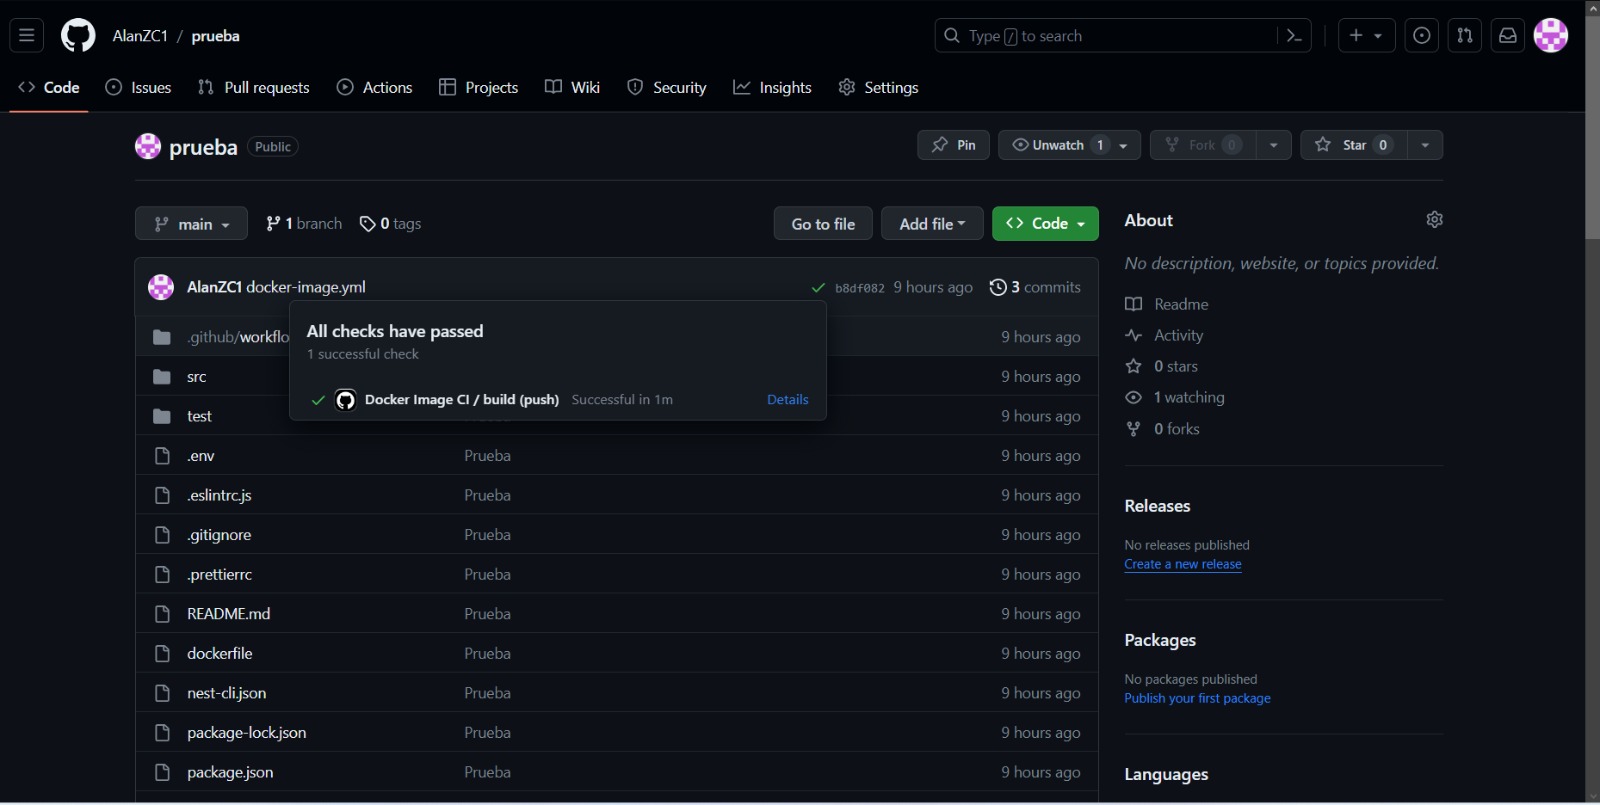 AlanZC1 / prueba
Type / to search
Code Issues Pull requests Actions Projects Wiki Security Insights Settings
prueba Public
Pin Unwatch 1 Fork 0 Star 0
main 1 branch 0 tags Go to file Add file Code
About
No description, website, or topics provided.
AlanZC1 docker-image.yml b8df082 9 hours ago 3 commits
All checks have passed
1 successful check
Docker Image CI / build (push) Successful in 1m Details
.github/workflo 9 hours ago
src 9 hours ago
test 9 hours ago
.env Prueba 9 hours ago
.eslintrc.js Prueba 9 hours ago
.gitignore Prueba 9 hours ago
.prettierrc Prueba 9 hours ago
README.md Prueba 9 hours ago
dockerfile Prueba 9 hours ago
nest-cli.json Prueba 9 hours ago
package-lock.json Prueba 9 hours ago
package.json Prueba 9 hours ago
Readme
Activity
0 stars
1 watching
0 forks
Releases
No releases published
Create a new release
Packages
No packages published
Publish your first package
Languages